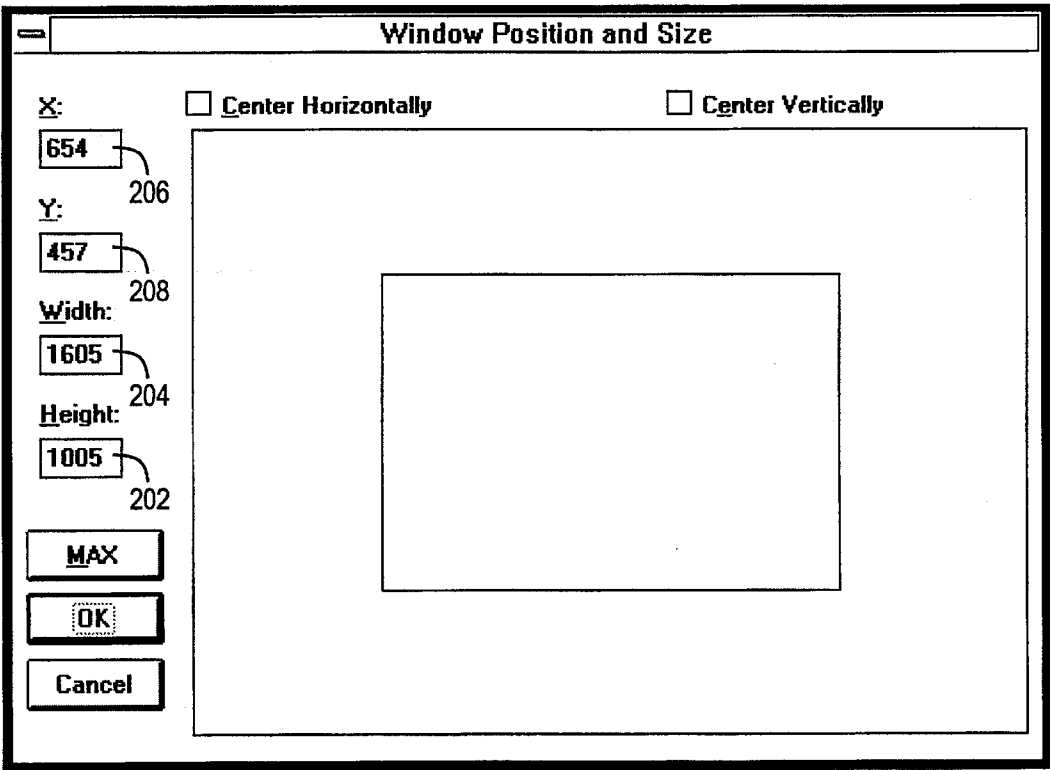 Window Position and Size
X:
Center Horizontally
Center Vertically
654
206
Y:
457
208
Width:
1605
204
Height:
1005
202
MAX
OK
Cancel